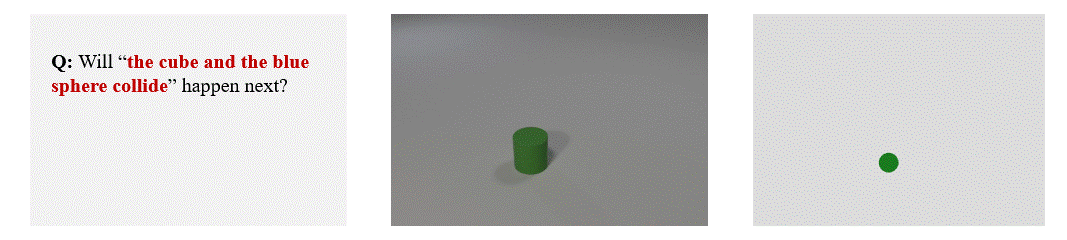 Q: Will “the cube and the blue
sphere collide” happen next?